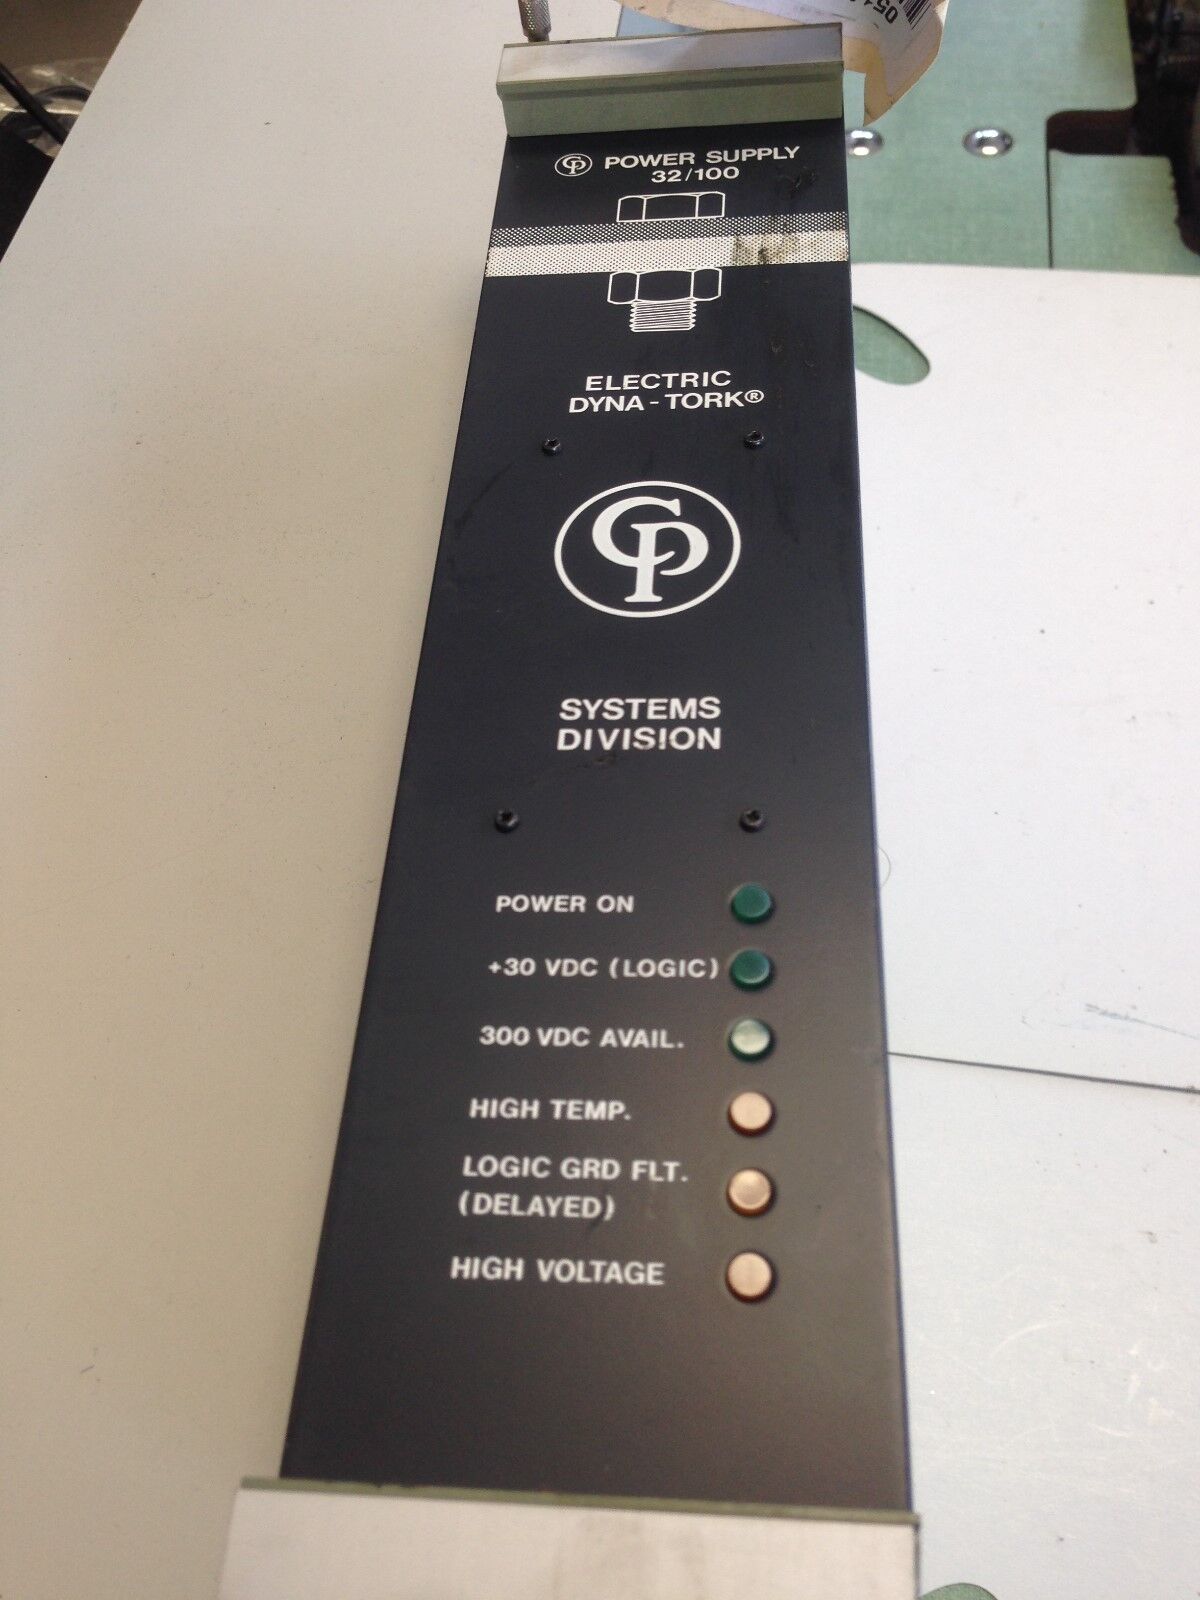 CP POWER SUPPLY
32/100
ELECTRIC
DYNA-TORK®
CP
SYSTEMS
DIVISION
POWER ON
+30 VDC (LOGIC)
300 VDC AVAIL.
HIGH TEMP.
LOGIC GRD FLT.
(DELAYED)
HIGH VOLTAGE